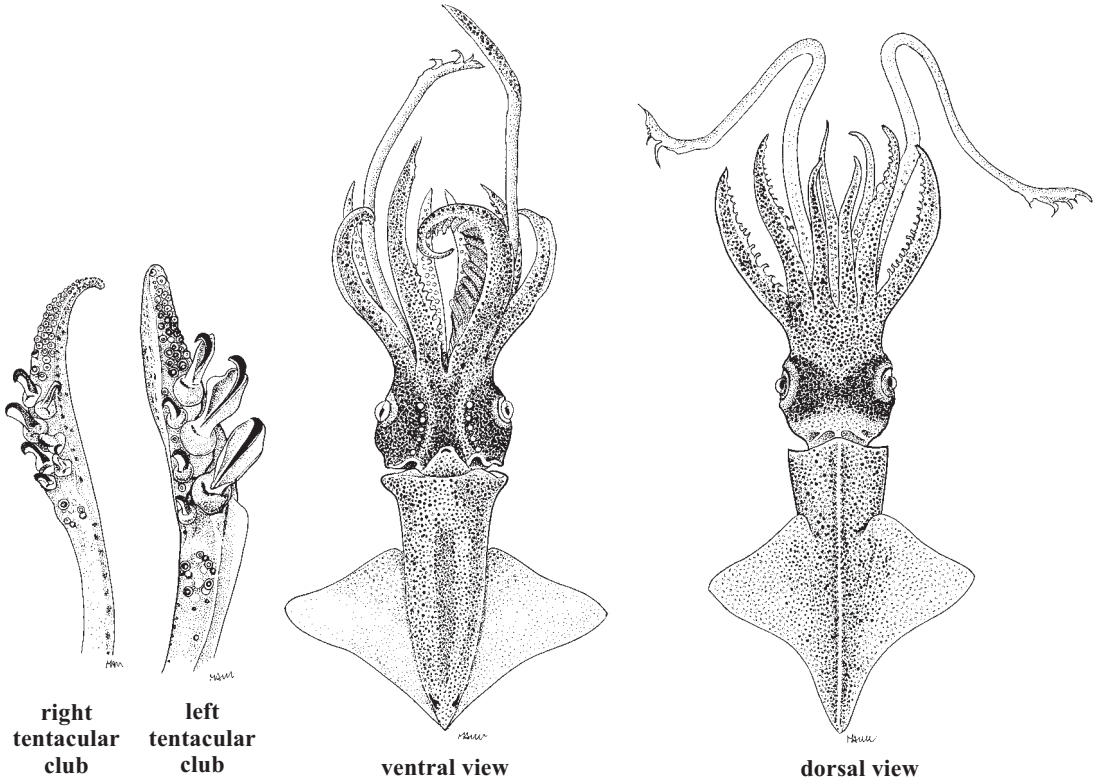 right
tentacular
club
left
tentacular
club
ventral view
dorsal view